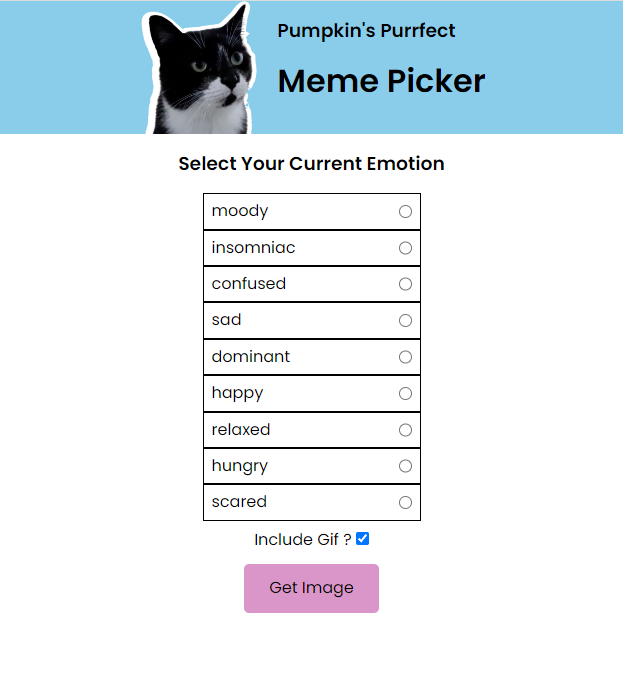 Pumpkin's Purrfect
Meme Picker
Select Your Current Emotion
moody
insomniac
confused
sad
dominant
happy
relaxed
hungry
scared
Include Gif ?
Get Image